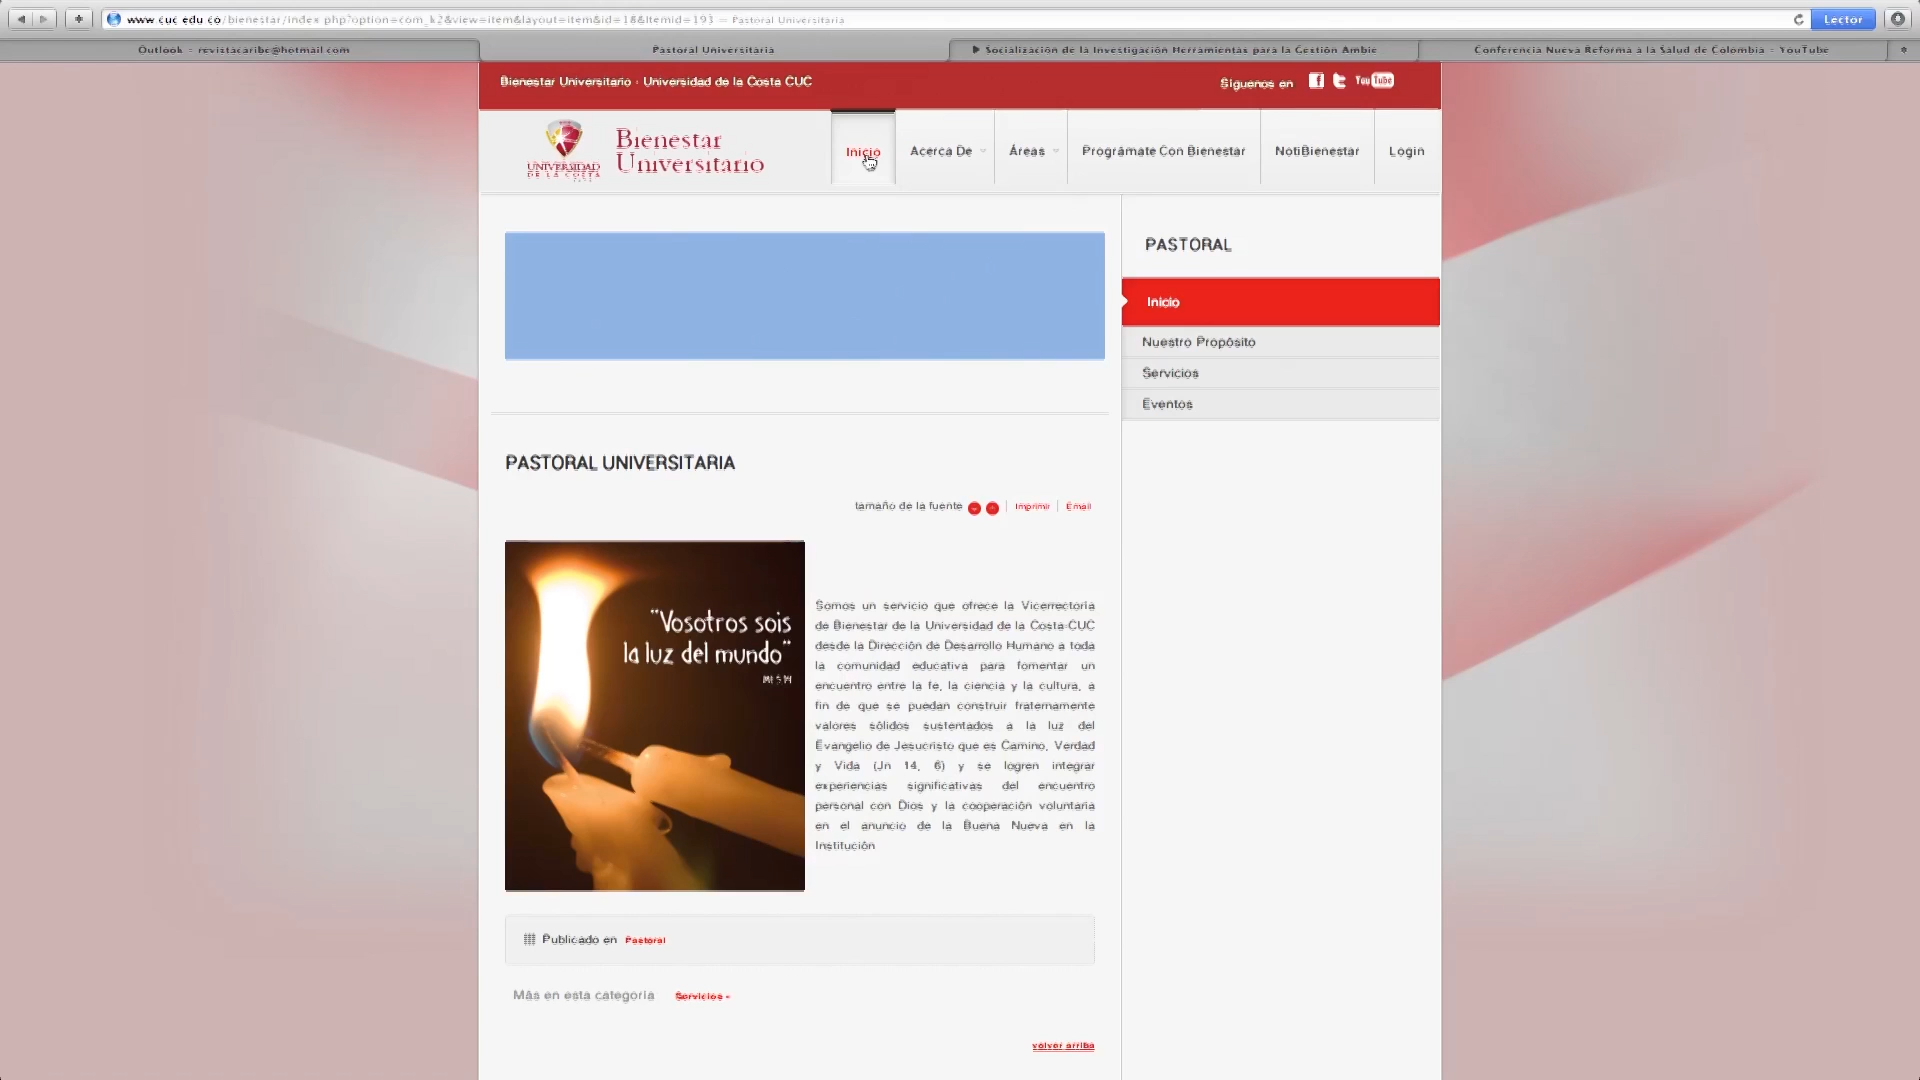 www.cuc.edu.co/bienestar/index.php?option=com_k2&view=item&layout=item&id=18&Itemid=193 — Pastoral Universitaria
Lector
Outlook - revistacaribe@hotmail.com
Pastoral Universitaria
▶ Socialización de la Investigación Herramientas para la Gestión Ambie
Conferencia Nueva Reforma a la Salud de Colombia - YouTube
Bienestar Universitario - Universidad de la Costa CUC
Síguenos en
You Tube
UNIVERSIDAD
DE LA COSTA
Bienestar
Universitario
Inicio
Acerca De
Áreas
Prográmate Con Bienestar
NotiBienestar
Login
PASTORAL
Inicio
Nuestro Propósito
Servicios
Eventos
PASTORAL UNIVERSITARIA
tamaño de la fuente
Imprimir
Email
"Vosotros sois
la luz del mundo"
Mt 5 14
Somos un servicio que ofrece la Vicerrectoría
de Bienestar de la Universidad de la Costa CUC
desde la Dirección de Desarrollo Humano a toda
la comunidad educativa para fomentar un
encuentro entre la fe, la ciencia y la cultura, a
fin de que se puedan construir fraternamente
valores sólidos sustentados a la luz del
Evangelio de Jesucristo que es Camino, Verdad
y Vida (Jn 14, 6) y se logren integrar
experiencias significativas del encuentro
personal con Dios y la cooperación voluntaria
en el anuncio de la Buena Nueva en la
Institución
Publicado en Pastoral
Más en esta categoría
Servicios »
volver arriba